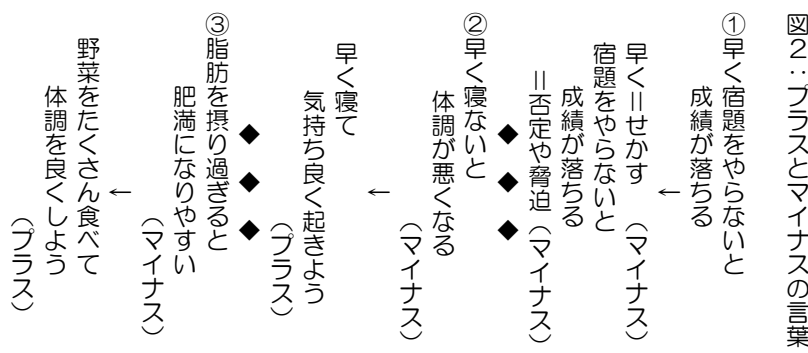 図２：プラスとマイナスの言葉
①早く宿題をやらないと
成績が落ちる
←
早く＝せかす　（マイナス）
宿題をやらないと
成績が落ちる
＝否定や脅迫（マイナス）
◆　◆　◆
②早く寝ないと
体調が悪くなる
（マイナス）
←
早く寝て
気持ち良く起きよう
（プラス）
◆　◆　◆
③脂肪を摂り過ぎると
肥満になりやすい
（マイナス）
←
野菜をたくさん食べて
体調を良くしよう
（プラス）